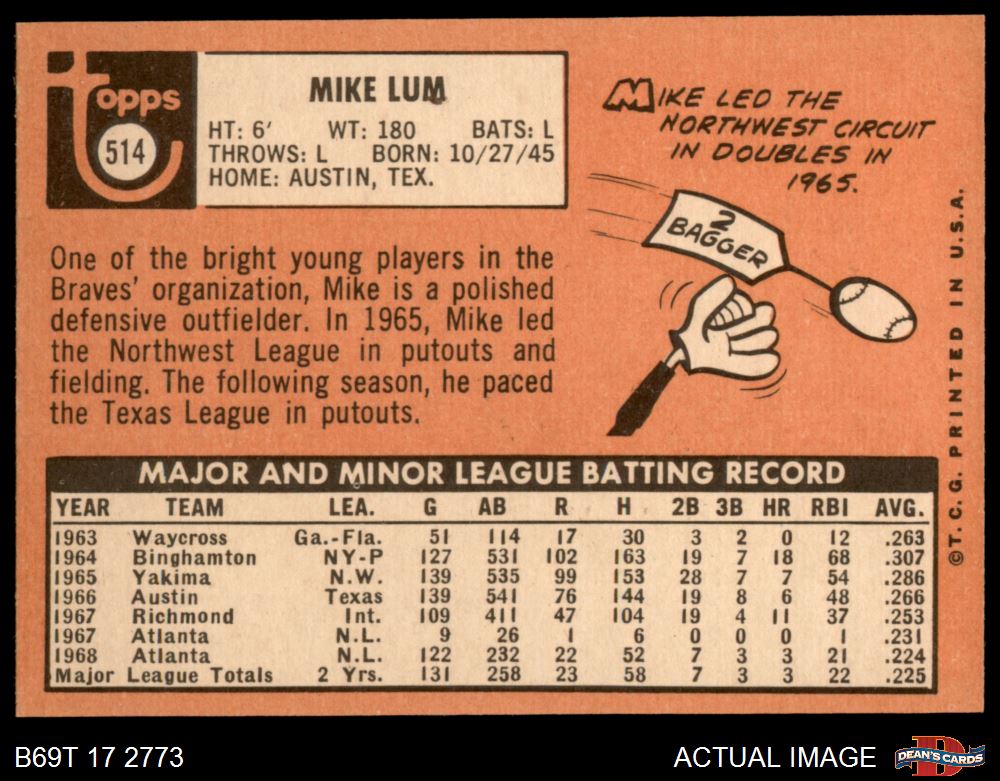 Topps
514
MIKE LUM
HT: 6' WT: 180 BATS: L
THROWS: L BORN: 10/27/45
HOME: AUSTIN, TEX.
MIKE LED THE
NORTHWEST CIRCUIT
IN DOUBLES IN
1965.
2
BAGGER
One of the bright young players in the
Braves' organization, Mike is a polished
defensive outfielder. In 1965, Mike led
the Northwest League in putouts and
fielding. The following season, he paced
the Texas League in putouts.
©T. C. G. PRINTED IN U.S.A.
MAJOR AND MINOR LEAGUE BATTING RECORD
YEAR TEAM LEA. G AB R H 2B 3B HR RBI AVG.
1963 Waycross Ga.-Fla. 51 114 17 30 3 2 0 12 .263
1964 Binghamton NY-P 127 531 102 163 19 7 18 68 .307
1965 Yakima N.W. 139 535 99 153 28 7 7 54 .286
1966 Austin Texas 139 541 76 144 19 8 6 48 .266
1967 Richmond Int. 109 411 47 104 19 4 11 37 .253
1967 Atlanta N.L. 9 26 1 6 0 0 0 1 .231
1968 Atlanta N.L. 122 232 22 52 7 3 3 21 .224
Major League Totals 2 Yrs. 131 258 23 58 7 3 3 22 .225
B69T 17 2773
ACTUAL IMAGE
D
DEAN'S CARDS